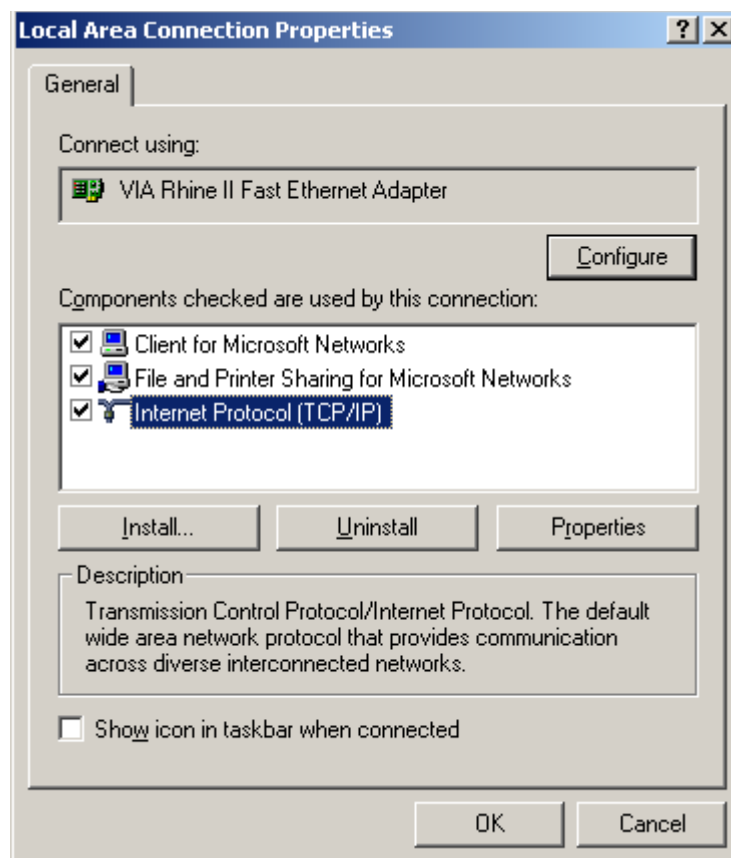 Local Area Connection Properties
General
Connect using:
VIA Rhine II Fast Ethernet Adapter
Configure
Components checked are used by this connection:
Client for Microsoft Networks
File and Printer Sharing for Microsoft Networks
Internet Protocol (TCP/IP)
Install... Uninstall Properties
Description
Transmission Control Protocol/Internet Protocol. The default
wide area network protocol that provides communication
across diverse interconnected networks.
Show icon in taskbar when connected
OK Cancel